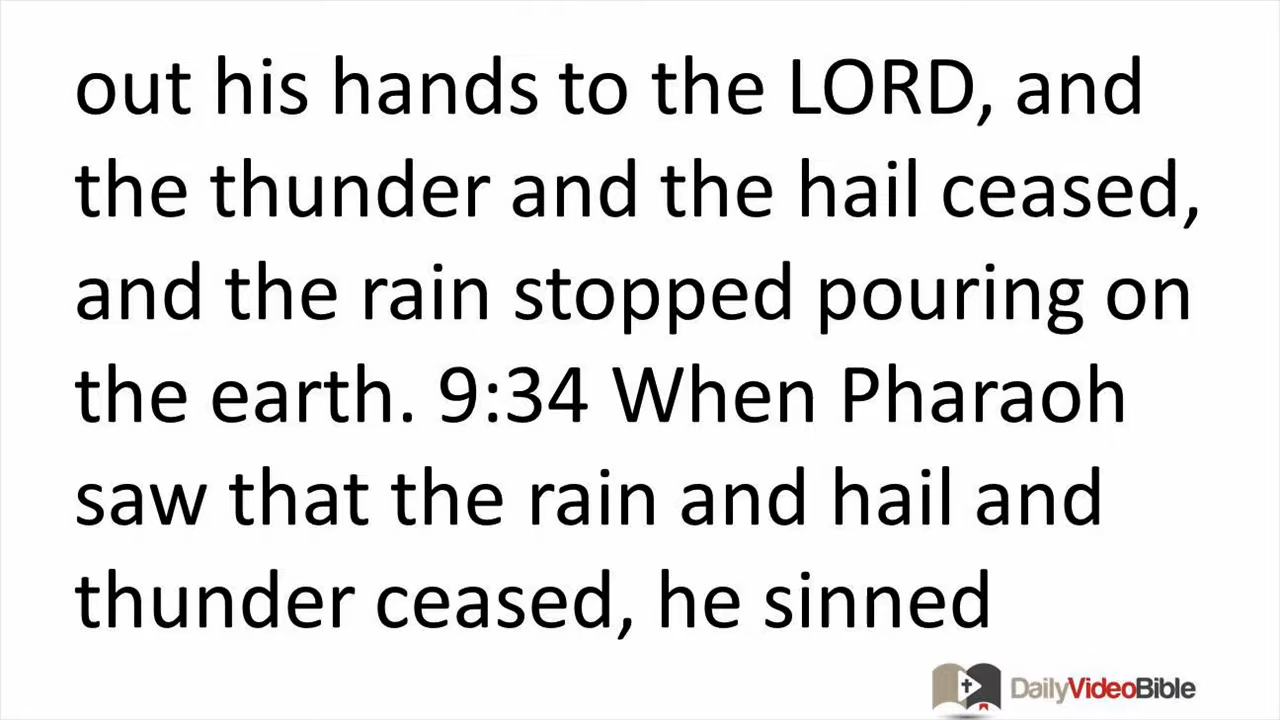 out his hands to the LORD, and
the thunder and the hail ceased,
and the rain stopped pouring on
the earth. 9:34 When Pharaoh
saw that the rain and hail and
thunder ceased, he sinned
DailyVideoBible